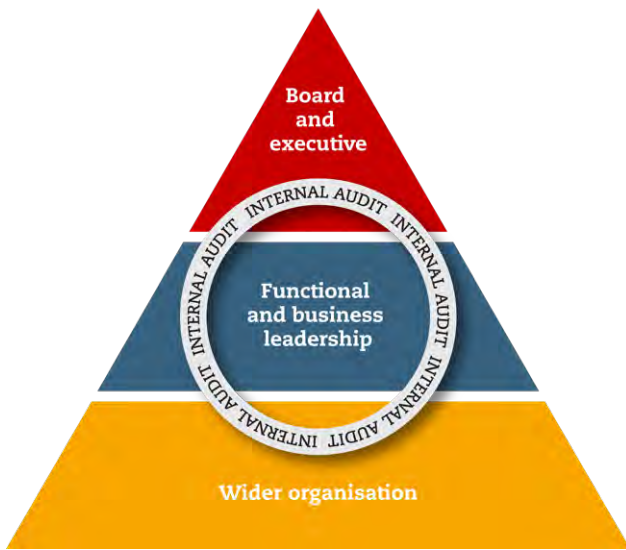 Board
and
executive
INTERNAL AUDIT INTERNAL AUDIT INTERNAL AUDIT INTERNAL AUDIT INTERNAL AUDIT
Functional
and business
leadership
Wider organisation